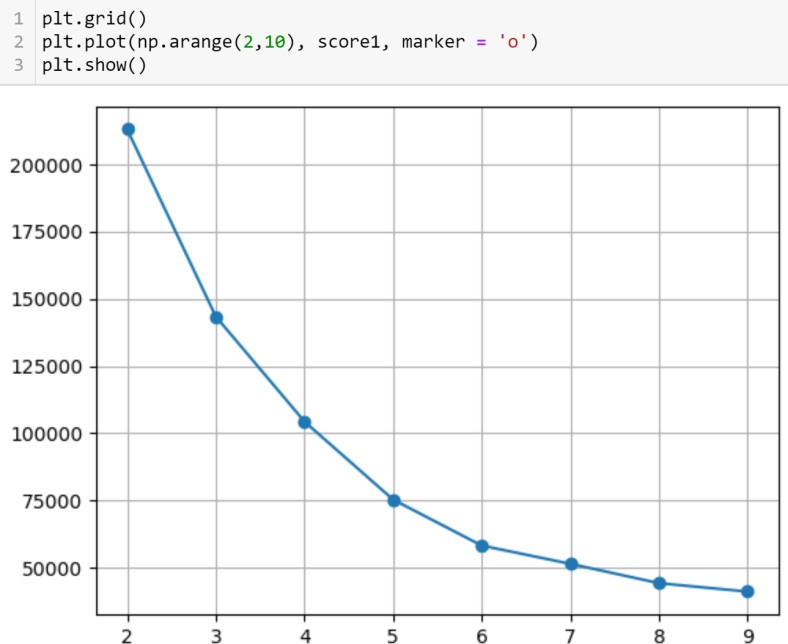 1 plt.grid()
2 plt.plot(np.arange(2,10), score1, marker = 'o')
3 plt.show()
200000
175000
150000
125000
100000
75000
50000
2 3 4 5 6 7 8 9